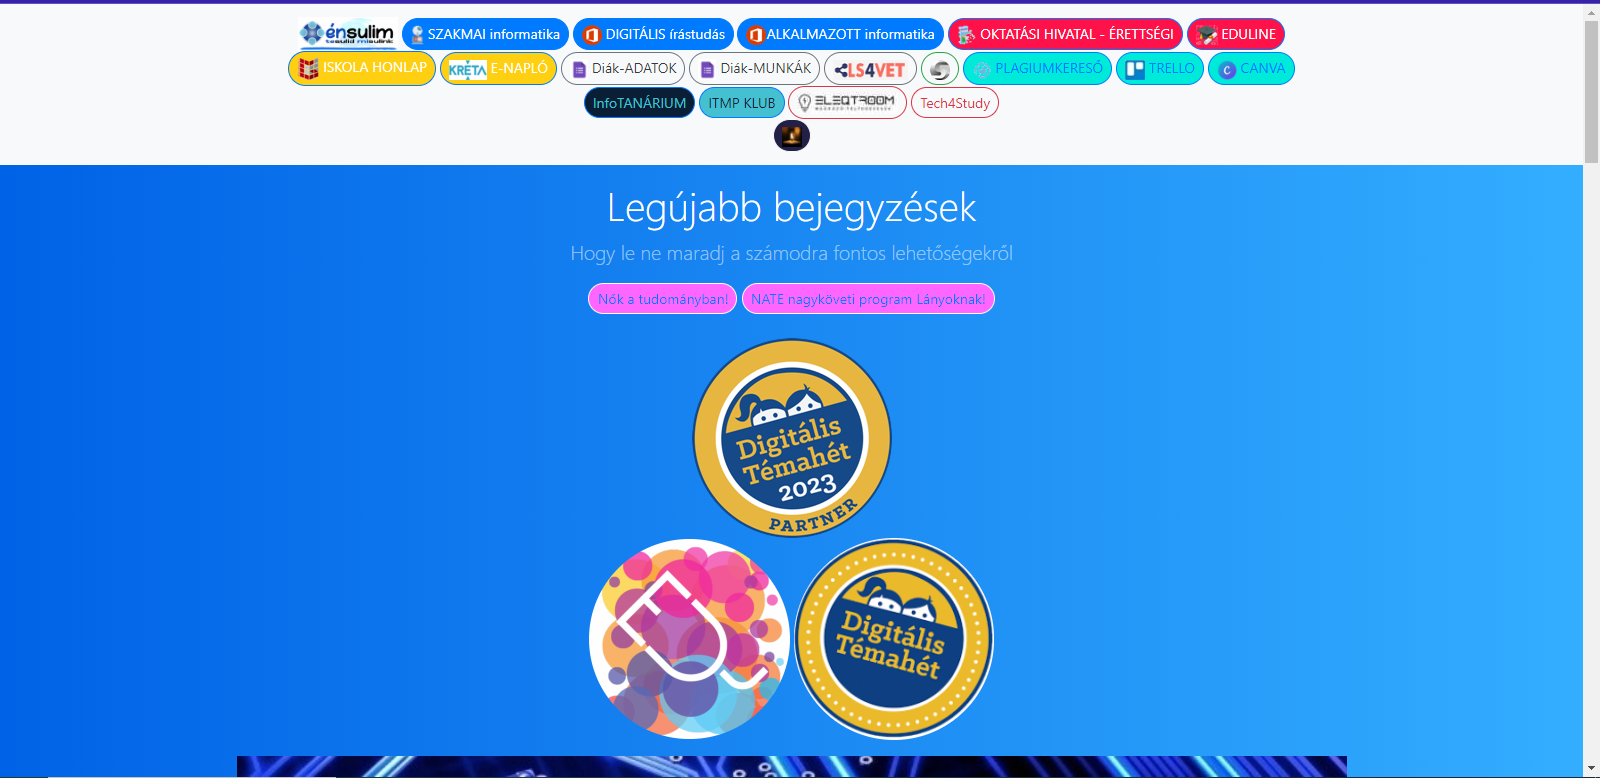 énsulim SZAKMAI informatika DIGITÁLIS írástudás ALKALMAZOTT informatika OKTATÁSI HIVATAL - ÉRETTSÉGI EDULINE
ISKOLA HONLAP KRÉTA E-NAPLÓ Diák-ADATOK Diák-MUNKÁK LS4VET PLAGIUMKERESŐ TRELLO CANVA
InfoTANÁRIUM ITMP KLUB ELEQTROOM Tech4Study
Legújabb bejegyzések
Hogy le ne maradj a számodra fontos lehetőségekről
Nők a tudományban! NATE nagyköveti program Lányoknak!
Digitális
Témahét
2023
PARTNER
Digitális
Témahét